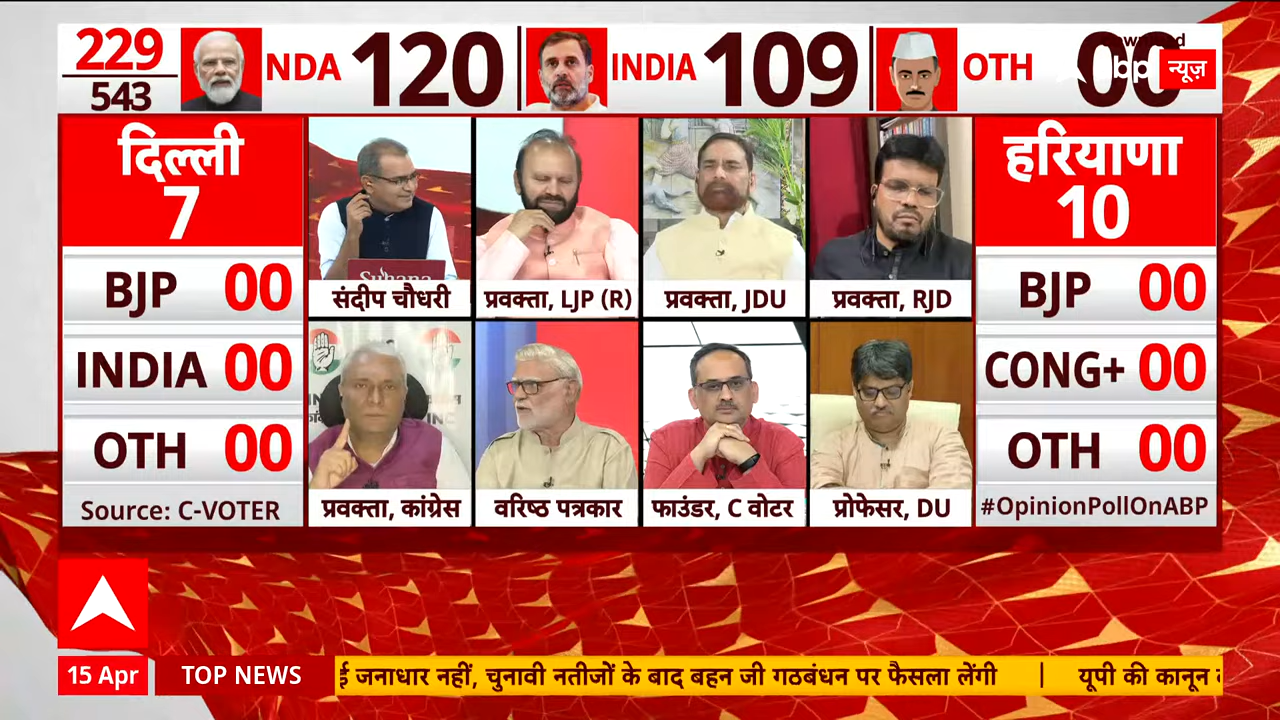 229
543
NDA 120
INDIA 109
OTH 00
abp न्यूज़
दिल्ली
7
BJP 00
INDIA 00
OTH 00
Source: C-VOTER
Suhana
संदीप चौधरी
प्रवक्ता, LJP (R)
प्रवक्ता, JDU
प्रवक्ता, RJD
प्रवक्ता, कांग्रेस
वरिष्ठ पत्रकार
फाउंडर, C वोटर
प्रोफेसर, DU
हरियाणा
10
BJP 00
CONG+ 00
OTH 00
#OpinionPollOnABP
15 Apr TOP NEWS जनाधार नहीं, चुनावी नतीजों के बाद बहन जी गठबंधन पर फैसला लेंगी | यूपी की कानून